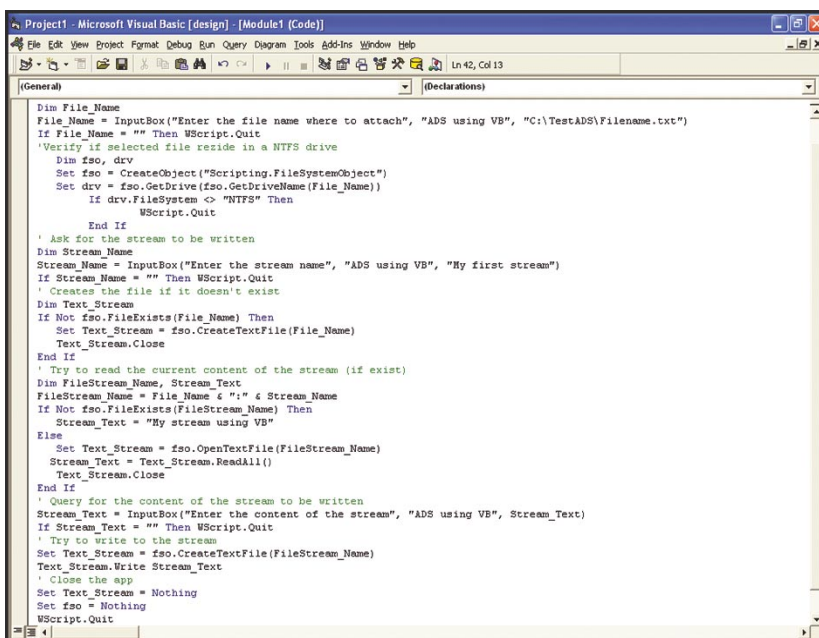 Project1 - Microsoft Visual Basic [design] - [Module1 (Code)]
File Edit View Project Format Debug Run Query Diagram Tools Add-Ins Window Help
Ln 42, Col 13
(General) (Declarations)
Dim File_Name
File_Name = InputBox("Enter the file name where to attach", "ADS using VB", "C:\TestADS\Filename.txt")
If File_Name = "" Then WScript.Quit
'Verify if selected file rezide in a NTFS drive
Dim fso, drv
Set fso = CreateObject("Scripting.FileSystemObject")
Set drv = fso.GetDrive(fso.GetDriveName(File_Name))
If drv.FileSystem <> "NTFS" Then
WScript.Quit
End If
' Ask for the stream to be written
Dim Stream_Name
Stream_Name = InputBox("Enter the stream name", "ADS using VB", "My first stream")
If Stream_Name = "" Then WScript.Quit
' Creates the file if it doesn't exist
Dim Text_Stream
If Not fso.FileExists(File_Name) Then
Set Text_Stream = fso.CreateTextFile(File_Name)
Text_Stream.Close
End If
' Try to read the current content of the stream (if exist)
Dim FileStream_Name, Stream_Text
FileStream_Name = File_Name & ":" & Stream_Name
If Not fso.FileExists(FileStream_Name) Then
Stream_Text = "My stream using VB"
Else
Set Text_Stream = fso.OpenTextFile(FileStream_Name)
Stream_Text = Text_Stream.ReadAll()
Text_Stream.Close
End If
' Query for the content of the stream to be written
Stream_Text = InputBox("Enter the content of the stream", "ADS using VB", Stream_Text)
If Stream_Text = "" Then WScript.Quit
' Try to write to the stream
Set Text_Stream = fso.CreateTextFile(FileStream_Name)
Text_Stream.Write Stream_Text
' Close the app
Set Text_Stream = Nothing
Set fso = Nothing
WScript.Quit